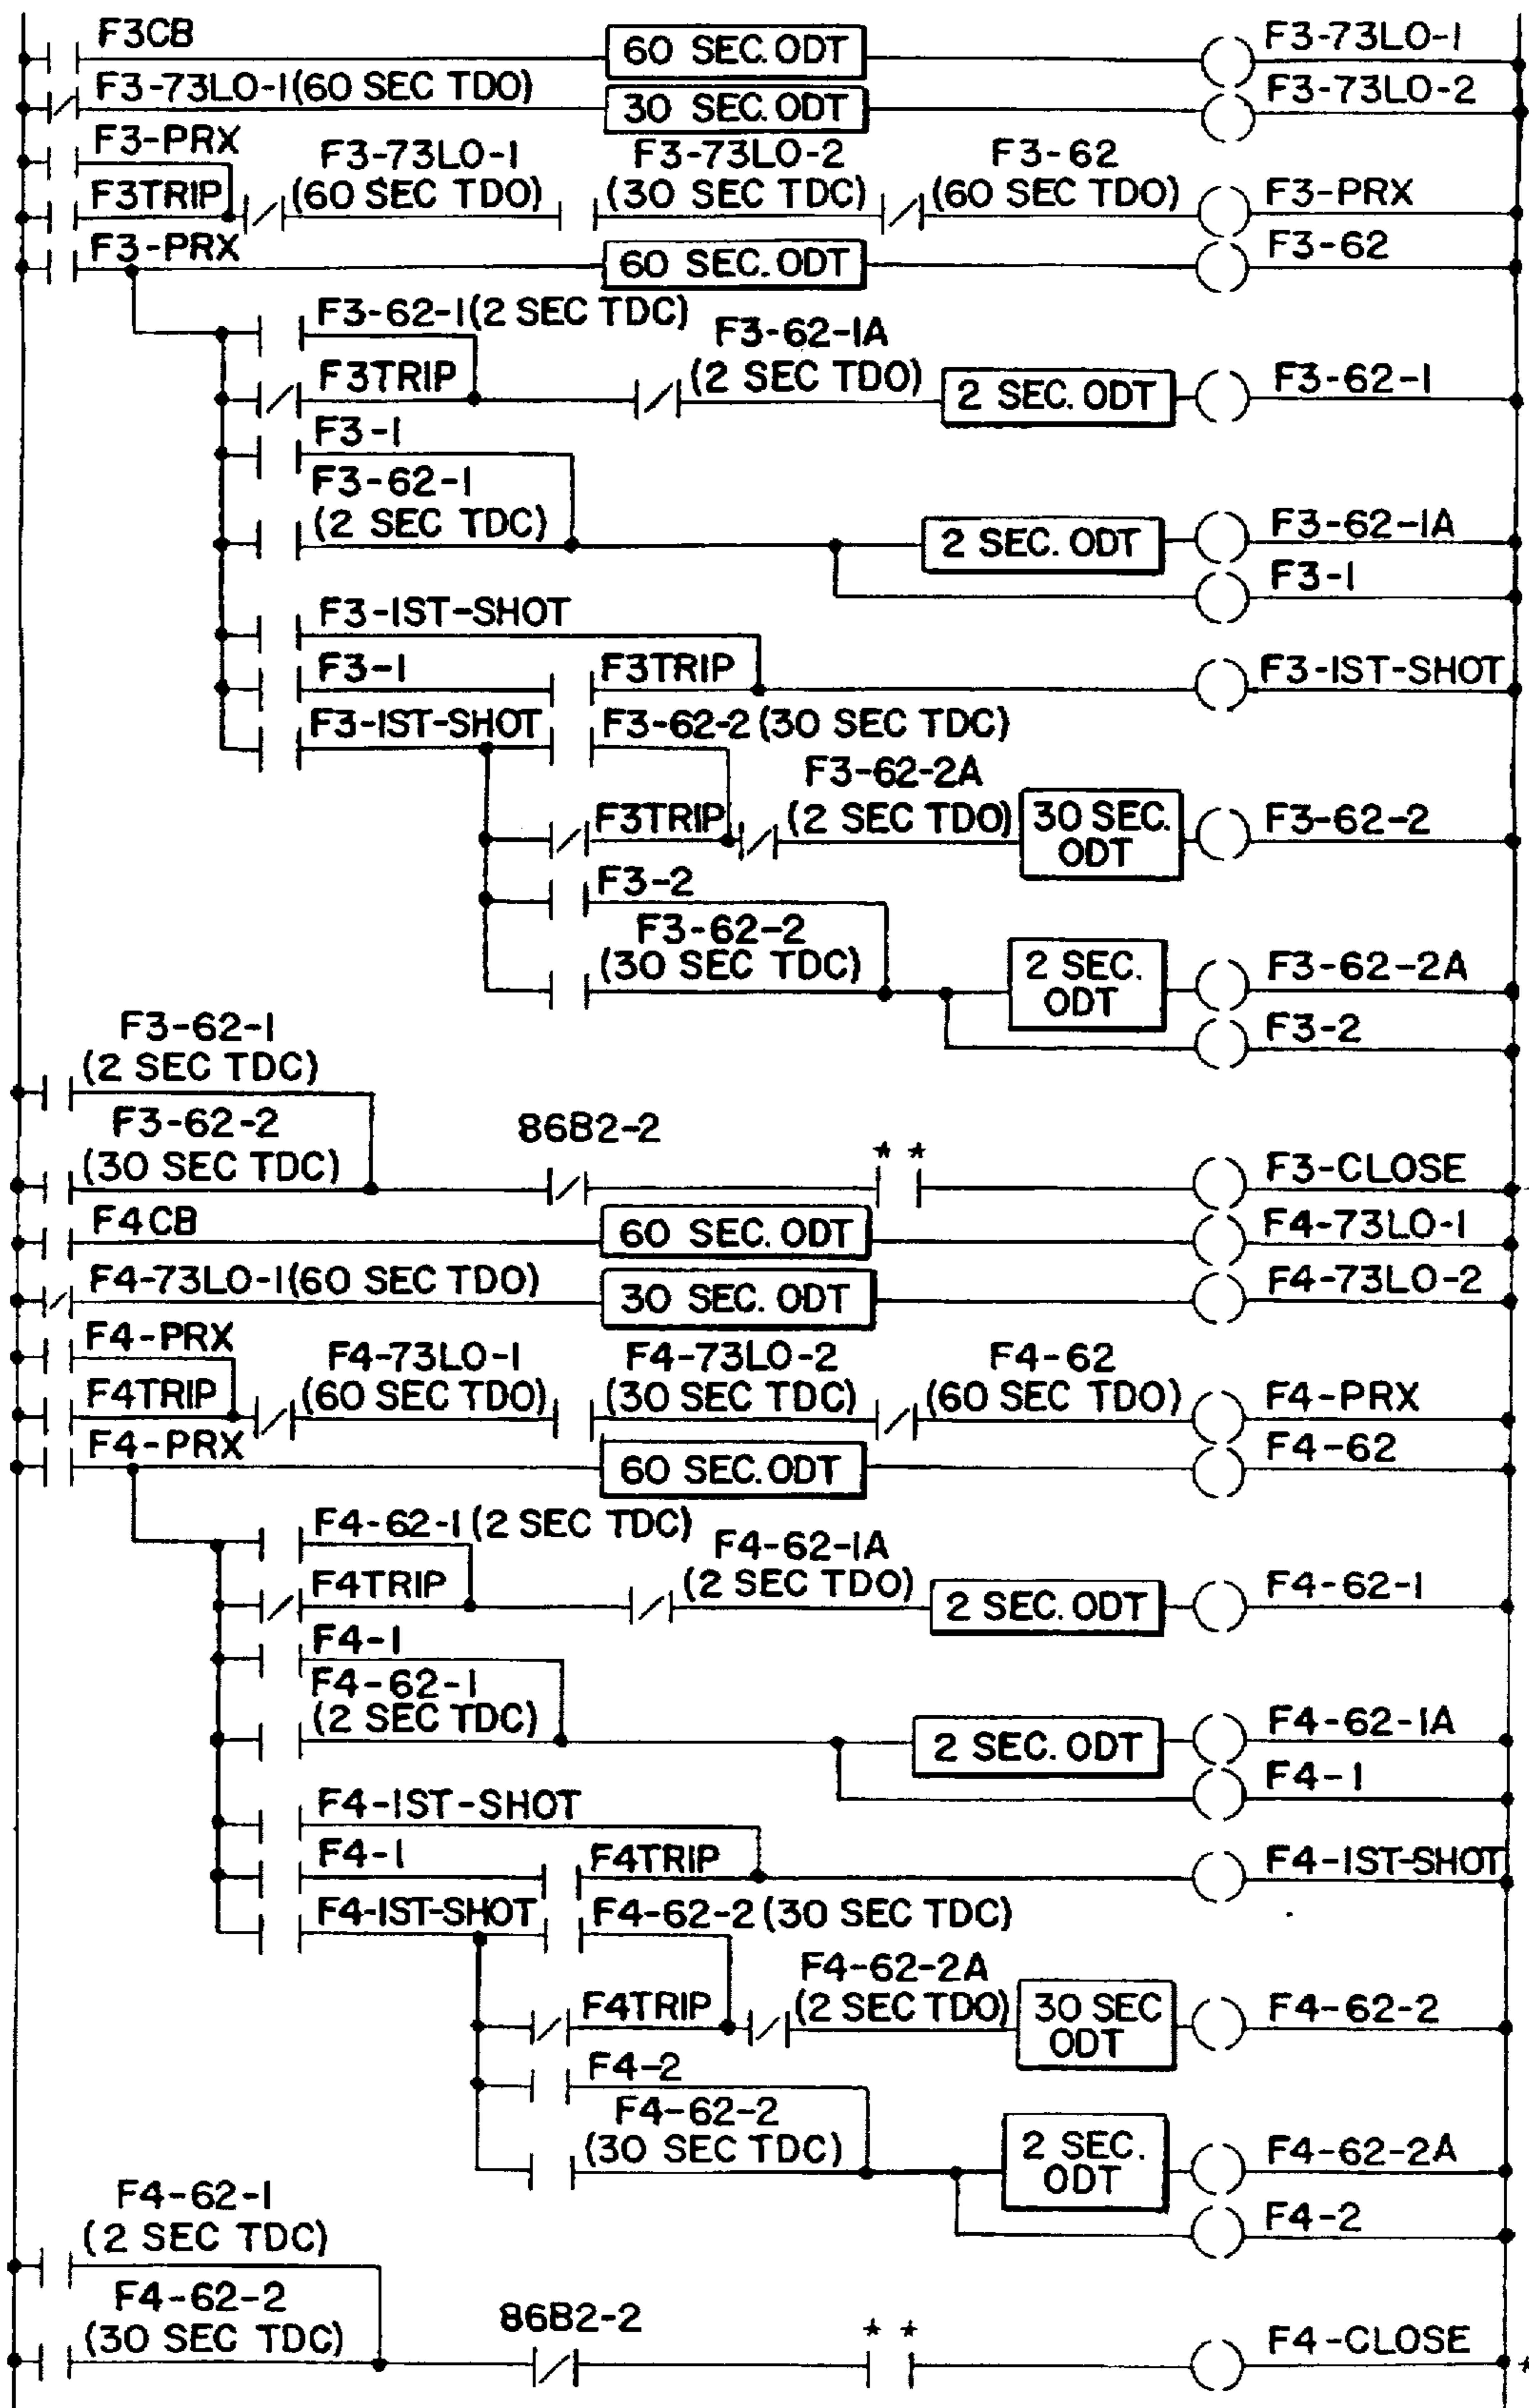 F3CB 60 SEC. ODT F3-73LO-1
F3-73LO-1(60 SEC TDO) 30 SEC. ODT F3-73LO-2
F3-PRX F3-73LO-1 F3-73LO-2 F3-62
F3TRIP (60 SEC TDO) (30 SEC TDC) (60 SEC TDO) F3-PRX
F3-PRX 60 SEC. ODT F3-62
F3-62-1(2 SEC TDC) F3-62-1A
F3TRIP (2 SEC TDO) 2 SEC. ODT F3-62-1
F3-1
F3-62-1
(2 SEC TDC) 2 SEC. ODT F3-62-1A
F3-1
F3-1ST-SHOT
F3-1 F3TRIP F3-1ST-SHOT
F3-1ST-SHOT F3-62-2 (30 SEC TDC)
F3-62-2A
F3TRIP (2 SEC TDO) 30 SEC. F3-62-2
ODT
F3-2
F3-62-2
(30 SEC TDC) 2 SEC. F3-62-2A
ODT
F3-2
F3-62-1
(2 SEC TDC)
F3-62-2 86B2-2
(30 SEC TDC) * * F3-CLOSE
F4CB 60 SEC. ODT F4-73LO-1
F4-73LO-1(60 SEC TDO) 30 SEC. ODT F4-73LO-2
F4-PRX F4-73LO-1 F4-73LO-2 F4-62
F4TRIP (60 SEC TDO) (30 SEC TDC) (60 SEC TDO) F4-PRX
F4-PRX 60 SEC. ODT F4-62
F4-62-1(2 SEC TDC) F4-62-1A
F4TRIP (2 SEC TDO) 2 SEC. ODT F4-62-1
F4-1
F4-62-1
(2 SEC TDC) 2 SEC. ODT F4-62-1A
F4-1
F4-1ST-SHOT
F4-1 F4TRIP F4-1ST-SHOT
F4-1ST-SHOT F4-62-2 (30 SEC TDC)
F4-62-2A
F4TRIP (2 SEC TDO) 30 SEC F4-62-2
ODT
F4-2
F4-62-2
(30 SEC TDC) 2 SEC. F4-62-2A
ODT
F4-2
F4-62-1
(2 SEC TDC)
F4-62-2 86B2-2
(30 SEC TDC) * * F4-CLOSE *